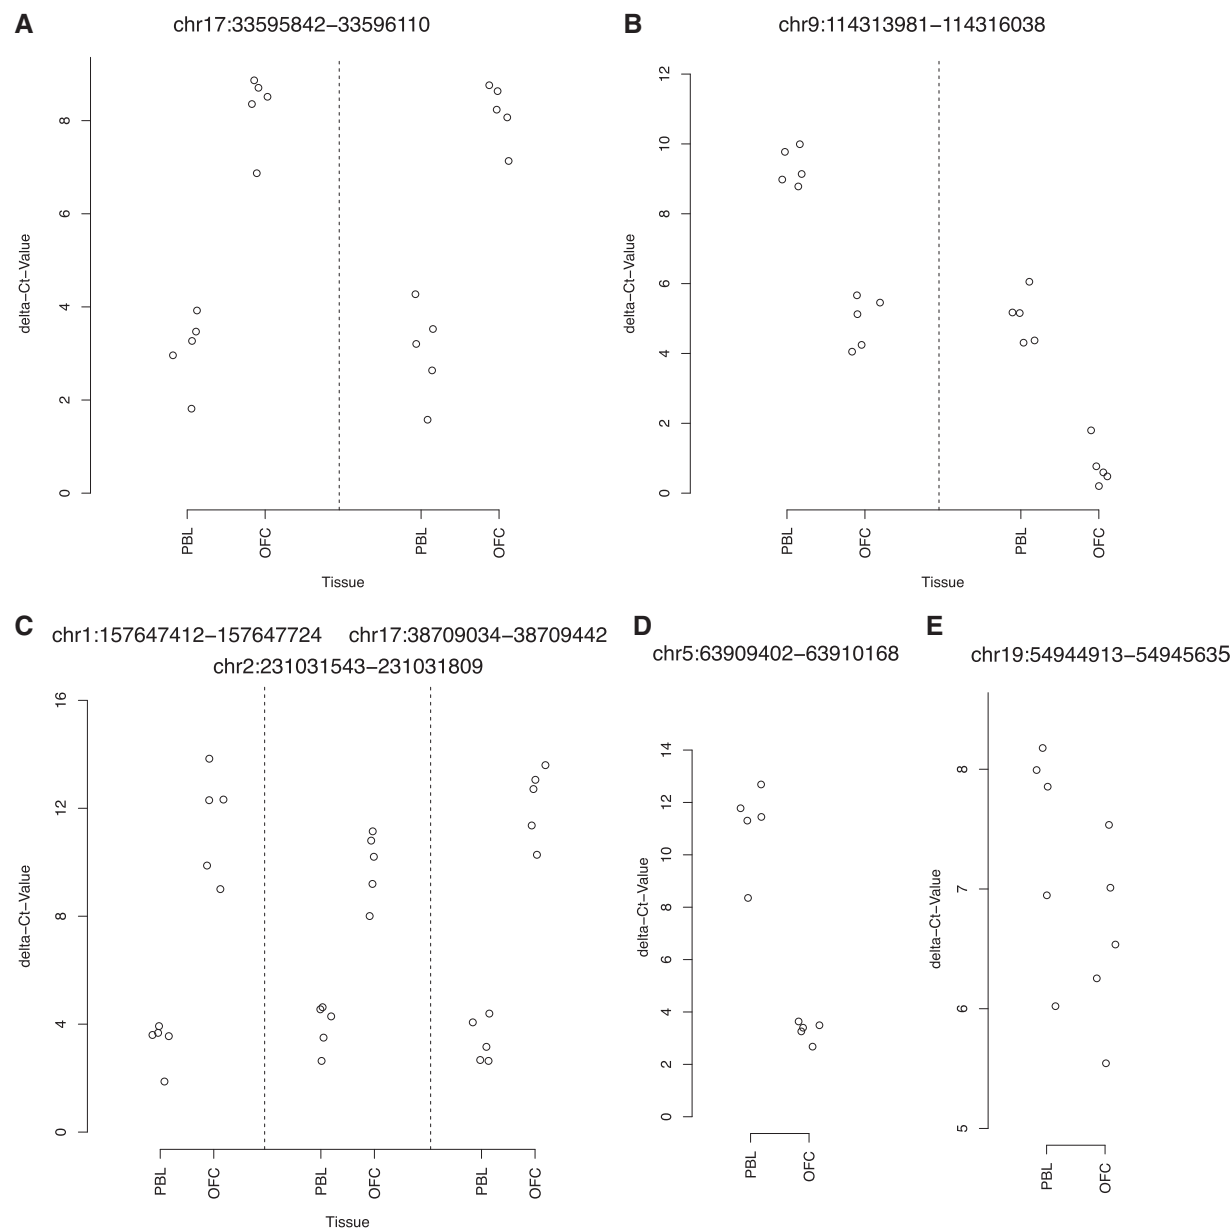 A
chr17:33595842−33596110
delta−Ct−Value
0
2
4
6
8
PBL
OFC
PBL
OFC
Tissue
B
chr9:114313981−114316038
delta−Ct−Value
0
2
4
6
8
10
12
PBL
OFC
PBL
OFC
Tissue
C
chr1:157647412−157647724
chr17:38709034−38709442
chr2:231031543−231031809
delta−Ct−Value
0
4
8
12
16
PBL
OFC
PBL
OFC
PBL
OFC
Tissue
D
chr5:63909402−63910168
delta−Ct−Value
0
2
4
6
8
10
12
14
PBL
OFC
E
chr19:54944913−54945635
delta−Ct−Value
5
6
7
8
PBL
OFC